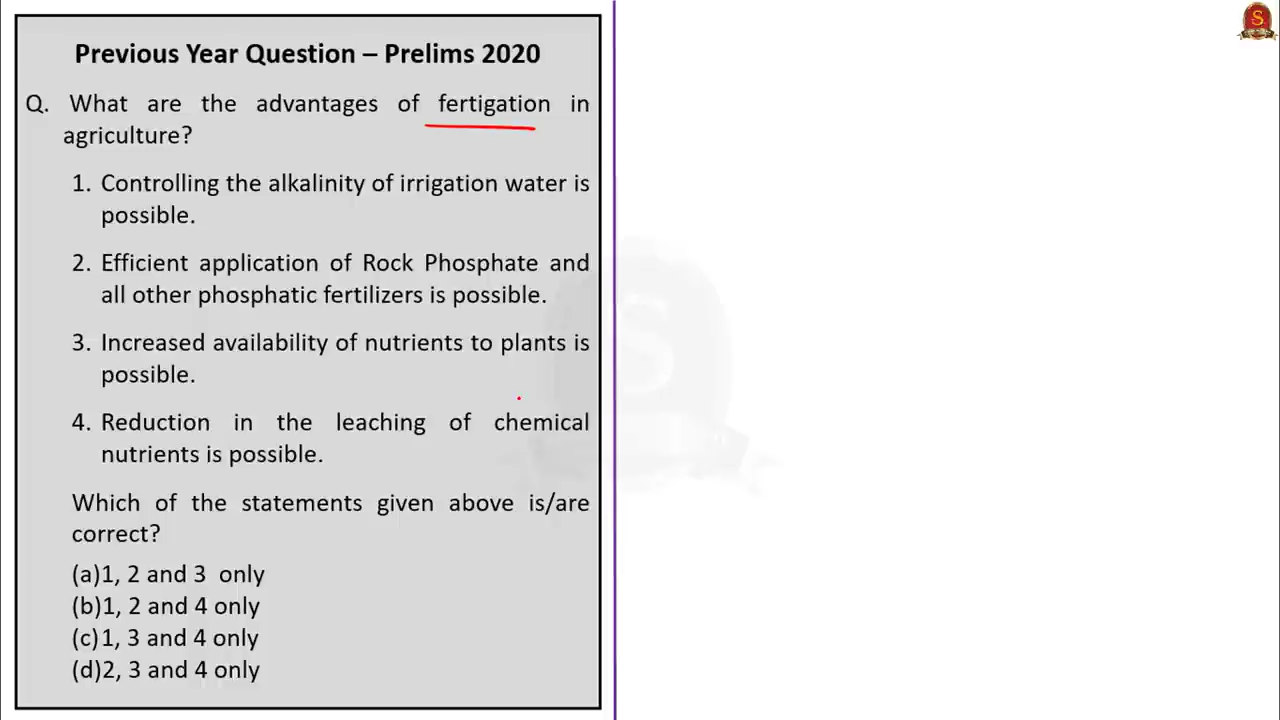 Previous Year Question – Prelims 2020
Q. What are the advantages of fertigation in
agriculture?
1. Controlling the alkalinity of irrigation water is
possible.
2. Efficient application of Rock Phosphate and
all other phosphatic fertilizers is possible.
3. Increased availability of nutrients to plants is
possible.
4. Reduction in the leaching of chemical
nutrients is possible.
Which of the statements given above is/are
correct?
(a)1, 2 and 3 only
(b)1, 2 and 4 only
(c)1, 3 and 4 only
(d)2, 3 and 4 only
S
S